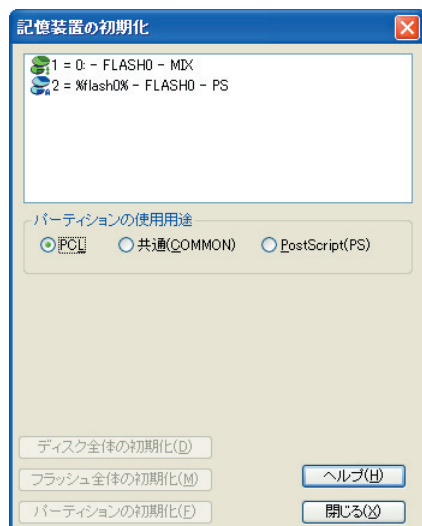 記憶装置の初期化
1 = 0: - FLASH0 - MIX
2 = %flash0% - FLASH0 - PS
パーティションの使用用途
PCL 共通(COMMON) PostScript(PS)
ディスク全体の初期化(D)
フラッシュ全体の初期化(M) ヘルプ(H)
パーティションの初期化(F) 閉じる(X)